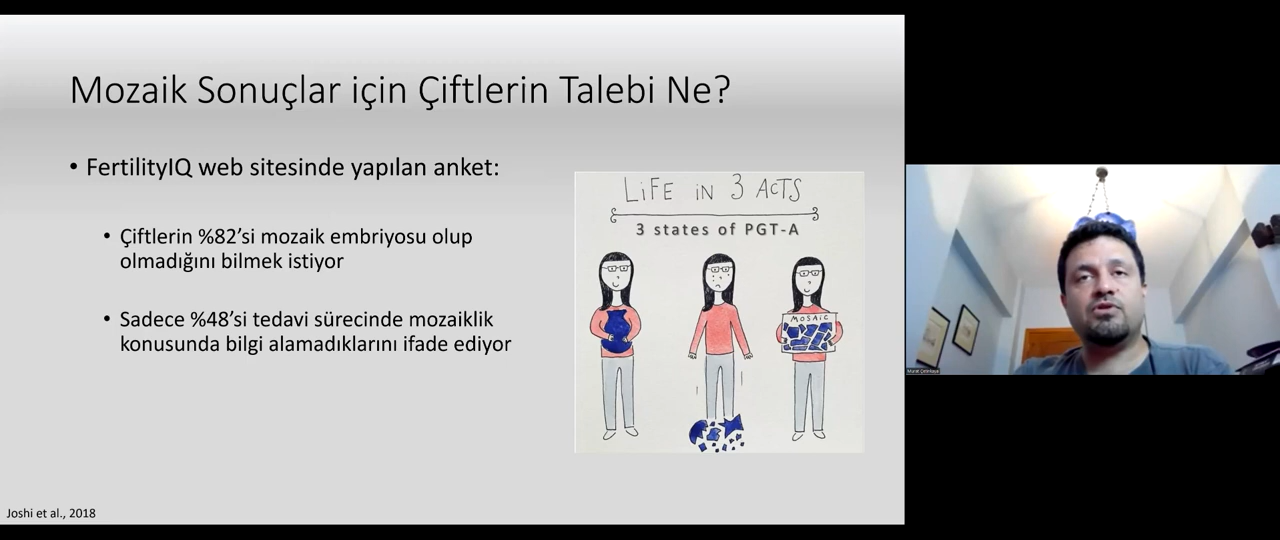 Mozaik Sonuçlar için Çiftlerin Talebi Ne?
• FertilityIQ web sitesinde yapılan anket:
• Çiftlerin %82’si mozaik embriyosu olup
olmadığını bilmek istiyor
• Sadece %48’si tedavi sürecinde mozaiklik
konusunda bilgi alamadıklarını ifade ediyor
LiFE iN 3 AcTS
3 states of PGT-A
MOSAiC
Joshi et al., 2018